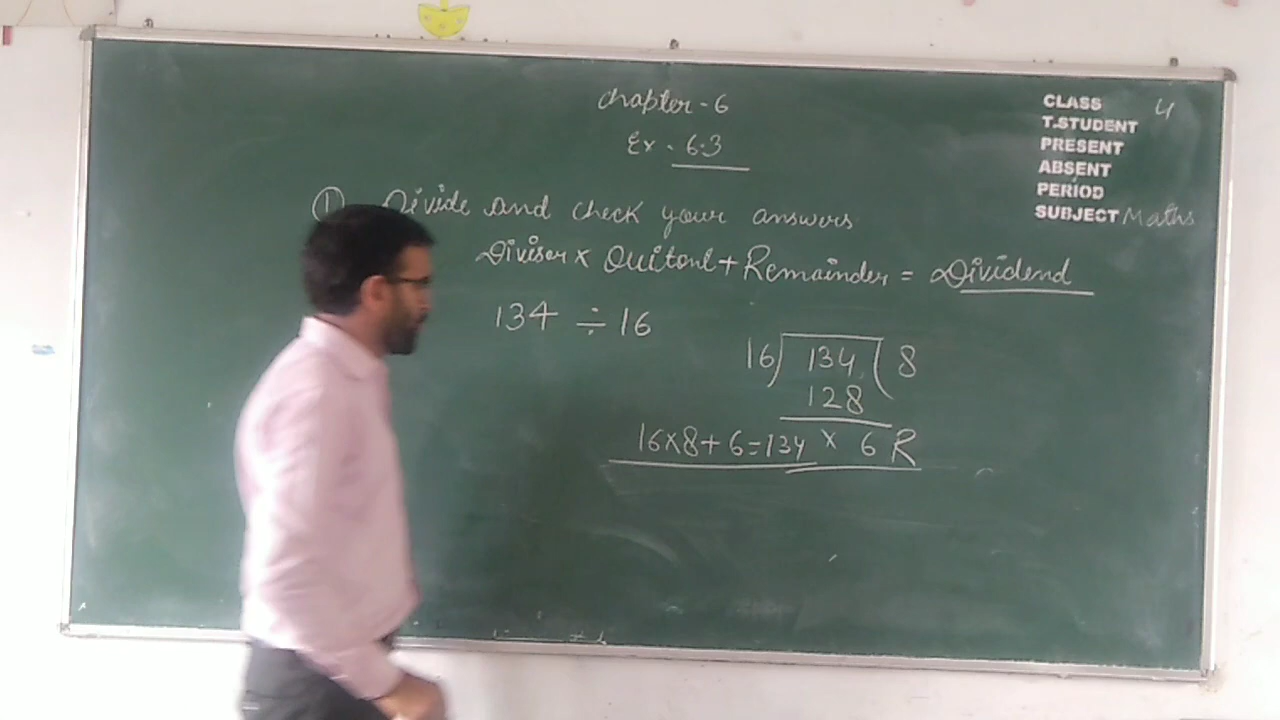 Chapter - 6
Ex - 6.3
CLASS 4
T.STUDENT
PRESENT
ABSENT
PERIOD
SUBJECT Maths
① Divide and check your answers
Divisor × Quitont + Remainder = Dividend
134 ÷ 16
16) 134 ( 8
128
16×8+6=134 × 6 R